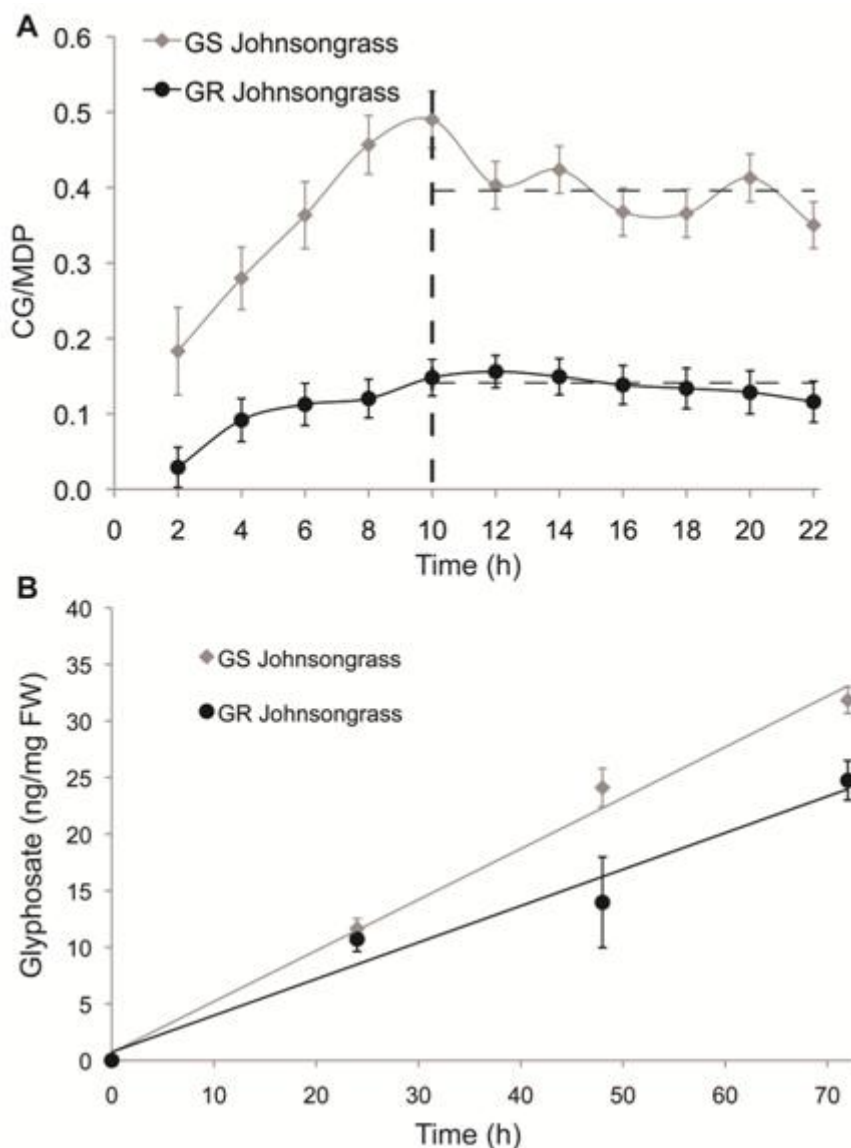 A
0.6
GS Johnsongrass
GR Johnsongrass
0.5
0.4
0.3
0.2
0.1
0.0
CG/MDP
0 2 4 6 8 10 12 14 16 18 20 22
Time (h)
B
40
35
30
25
20
15
10
5
0
GS Johnsongrass
GR Johnsongrass
Glyphosate (ng/mg FW)
0 10 20 30 40 50 60 70
Time (h)